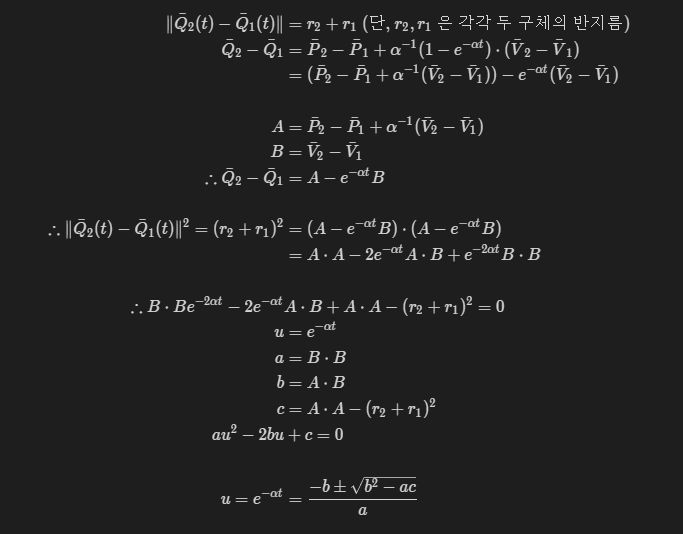 ‖Q̄₂(t) − Q̄₁(t)‖ = r₂ + r₁ (단, r₂, r₁ 은 각각 두 구체의 반지름)
Q̄₂ − Q̄₁ = P̄₂ − P̄₁ + α⁻¹(1 − e^{−αt}) · (V̄₂ − V̄₁)
= (P̄₂ − P̄₁ + α⁻¹(V̄₂ − V̄₁)) − e^{−αt}(V̄₂ − V̄₁)
A = P̄₂ − P̄₁ + α⁻¹(V̄₂ − V̄₁)
B = V̄₂ − V̄₁
∴ Q̄₂ − Q̄₁ = A − e^{−αt}B
∴ ‖Q̄₂(t) − Q̄₁(t)‖² = (r₂ + r₁)² = (A − e^{−αt}B) · (A − e^{−αt}B)
= A · A − 2e^{−αt}A · B + e^{−2αt}B · B
∴ B · Be^{−2αt} − 2e^{−αt}A · B + A · A − (r₂ + r₁)² = 0
u = e^{−αt}
a = B · B
b = A · B
c = A · A − (r₂ + r₁)²
au² − 2bu + c = 0
u = e^{−αt} = \frac{−b ± \sqrt{b² − ac}}{a}